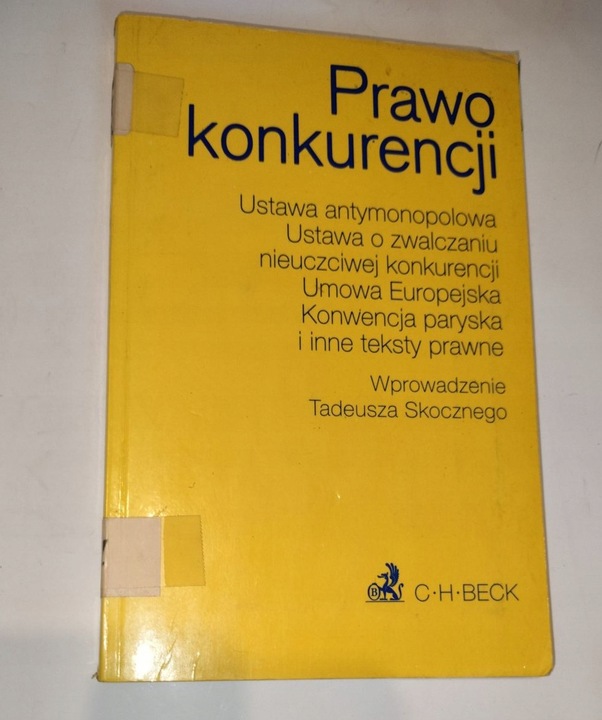 Prawo
konkurencji
Ustawa antymonopolowa
Ustawa o zwalczaniu
nieuczciwej konkurencji
Umowa Europejska
Konwencja paryska
i inne teksty prawne
Wprowadzenie
Tadeusza Skocznego
B C·H·BECK